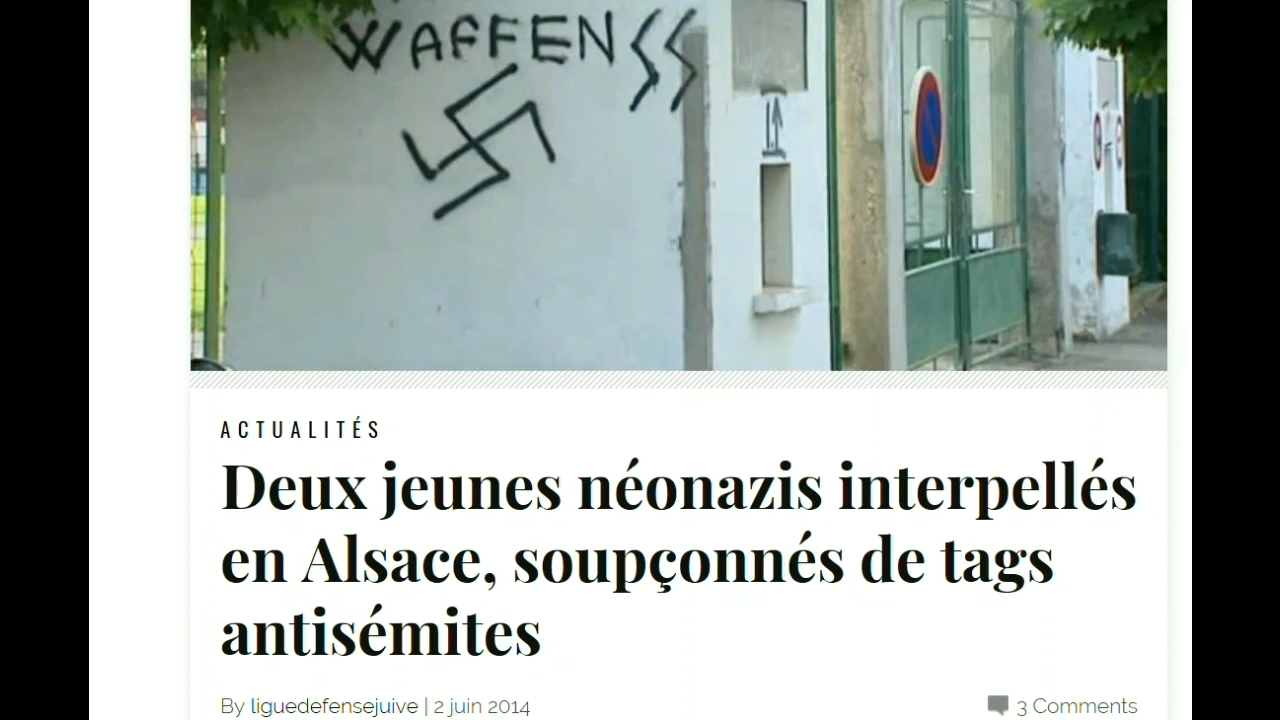 WAFFEN SS
ACTUALITÉS
Deux jeunes néonazis interpellés
en Alsace, soupçonnés de tags
antisémites
By liguedefensejuive | 2 juin 2014
3 Comments